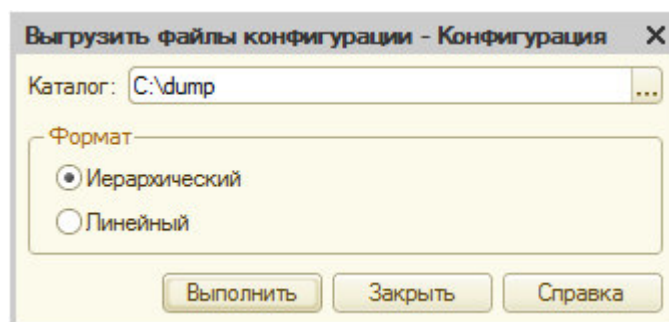 Выгрузить файлы конфигурации - Конфигурация
Каталог: C:\dump ...
Формат
Иерархический
Линейный
Выполнить Закрыть Справка